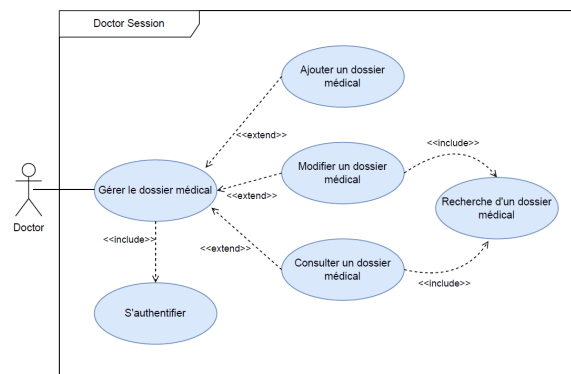 Doctor Session
Ajouter un dossier
médical
<<extend>>
<<include>>
Modifier un dossier
médical
Gérer le dossier médical
<<extend>>
Recherche d'un dossier
médical
Doctor
<<include>>
<<extend>>
Consulter un dossier
médical
<<include>>
S'authentifier